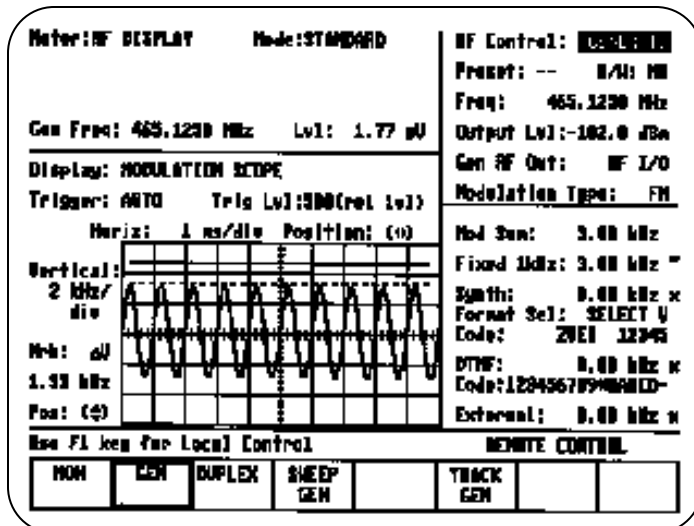 Meter:RF DISPLAY Mode:STANDARD
Gen Freq: 465.1250 MHz Lvl: 1.77 µV
Display: MODULATION SCOPE
Trigger: AUTO Trig Lvl: (rel lvl)
Horiz: 1 ms/div Position: (↔)
Vertical:
2 kHz/
div
Mrk: ΔV
kHz
Pos: (↕)
RF Control:
Preset: --
Freq: 465.1250 MHz
Output Lvl:-102.0 dBm
Gen RF Out: RF I/O
Modulation Type: FM
Mod Sum: 3.00 kHz
Fixed 1kHz: 3.00 kHz ~
Synth: 0.00 kHz
Format Sel: SELECT V
Code: 12345
DTMF: 0.00 kHz
External: 0.00 kHz
Use F1 key for Local Control REMOTE CONTROL
MON GEN DUPLEX SWEEP GEN TRACK GEN